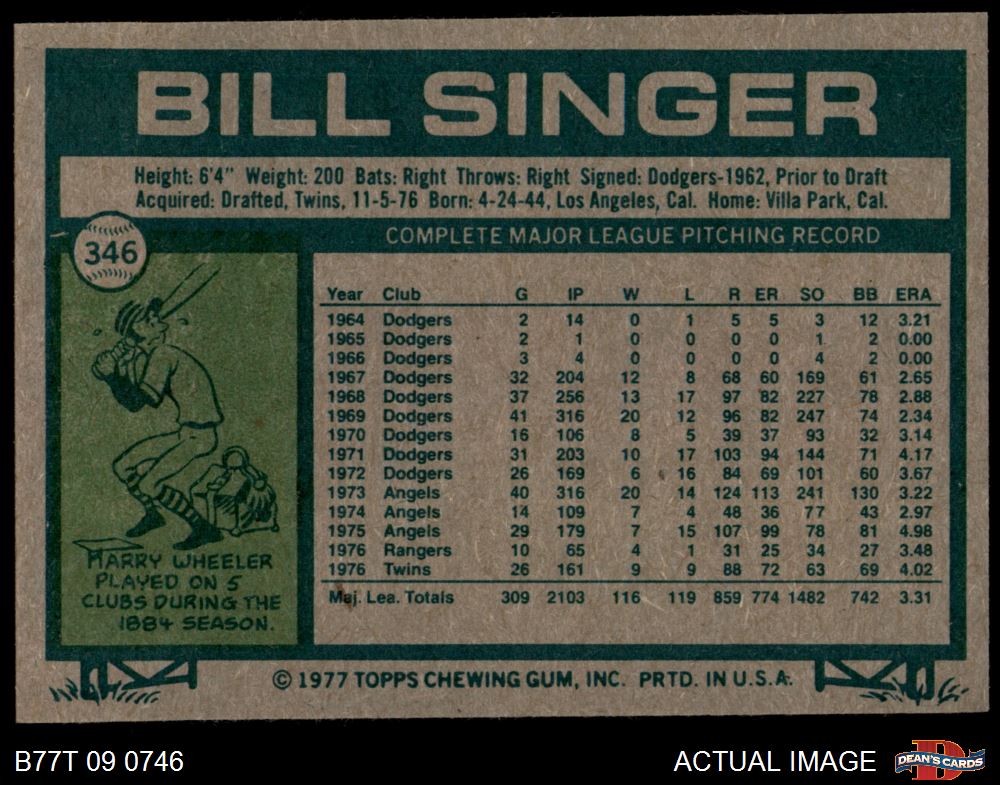 BILL SINGER
Height: 6'4" Weight: 200 Bats: Right Throws: Right Signed: Dodgers-1962, Prior to Draft
Acquired: Drafted, Twins, 11-5-76 Born: 4-24-44, Los Angeles, Cal. Home: Villa Park, Cal.
346
COMPLETE MAJOR LEAGUE PITCHING RECORD
Year Club G IP W L R ER SO BB ERA
1964 Dodgers 2 14 0 1 5 5 3 12 3.21
1965 Dodgers 2 1 0 0 0 0 1 2 0.00
1966 Dodgers 3 4 0 0 0 0 4 2 0.00
1967 Dodgers 32 204 12 8 68 60 169 61 2.65
1968 Dodgers 37 256 13 17 97 82 227 78 2.88
1969 Dodgers 41 316 20 12 96 82 247 74 2.34
1970 Dodgers 16 106 8 5 39 37 93 32 3.14
1971 Dodgers 31 203 10 17 103 94 144 71 4.17
1972 Dodgers 26 169 6 16 84 69 101 60 3.67
1973 Angels 40 316 20 14 124 113 241 130 3.22
1974 Angels 14 109 7 4 48 36 77 43 2.97
1975 Angels 29 179 7 15 107 99 78 81 4.98
1976 Rangers 10 65 4 1 31 25 34 27 3.48
1976 Twins 26 161 9 9 88 72 63 69 4.02
Maj. Lea. Totals 309 2103 116 119 859 774 1482 742 3.31
HARRY WHEELER
PLAYED ON 5
CLUBS DURING THE
1884 SEASON.
© 1977 TOPPS CHEWING GUM, INC. PRTD. IN U.S.A.
B77T 09 0746
ACTUAL IMAGE
D
DEAN'S CARDS